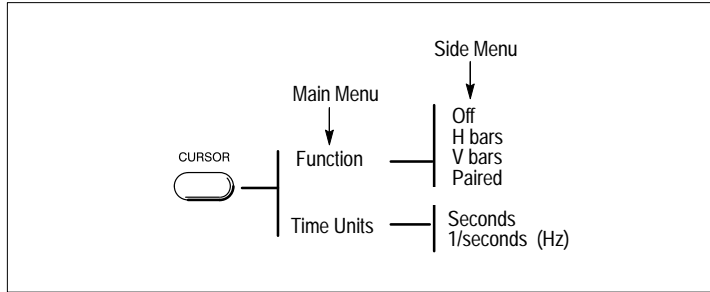 Side Menu
Main Menu
Off
H bars
V bars
Paired
CURSOR
Function
Time Units
Seconds
1/seconds (Hz)